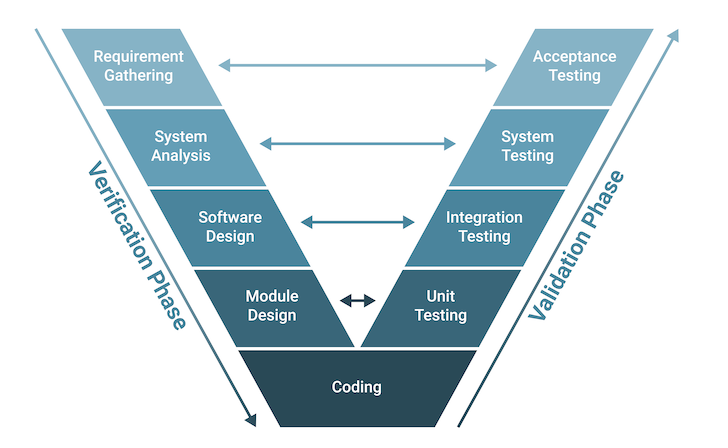 Requirement
Gathering
Acceptance
Testing
System
Analysis
System
Testing
Verification Phase
Validation Phase
Software
Design
Integration
Testing
Module
Design
Unit
Testing
Coding